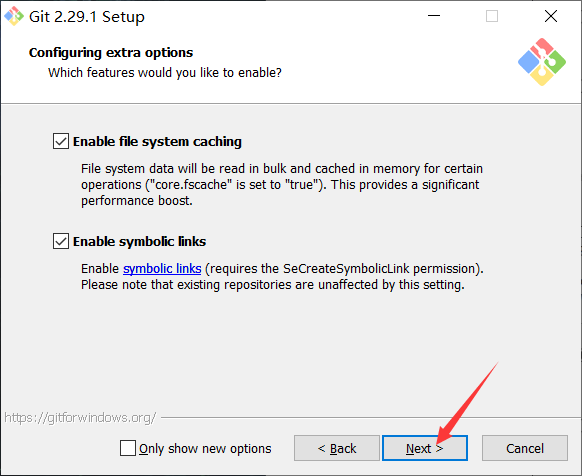 Git 2.29.1 Setup
Configuring extra options
Which features would you like to enable?
Enable file system caching
File system data will be read in bulk and cached in memory for certain
operations ("core.fscache" is set to "true"). This provides a significant
performance boost.
Enable symbolic links
Enable symbolic links (requires the SeCreateSymbolicLink permission).
Please note that existing repositories are unaffected by this setting.
https://gitforwindows.org/
Only show new options
< Back
Next >
Cancel